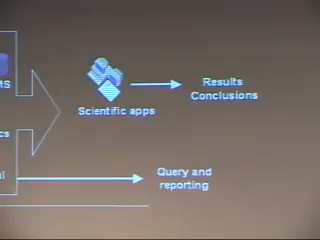 Results
Conclusions
Scientific apps
Query and
reporting